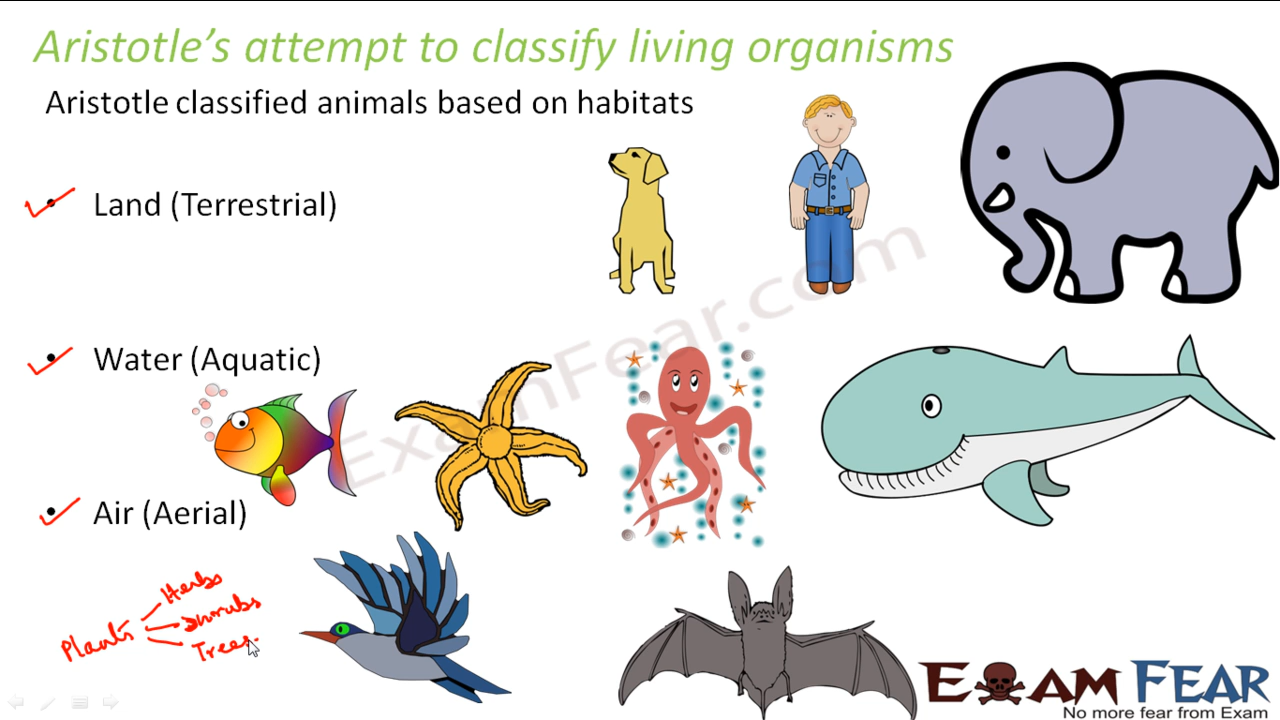 Aristotle's attempt to classify living organisms
Aristotle classified animals based on habitats
• Land (Terrestrial)
• Water (Aquatic)
• Air (Aerial)
Plants
Herbs
Shrubs
Trees
ExamFear.com
EXAM FEAR
No more fear from Exam